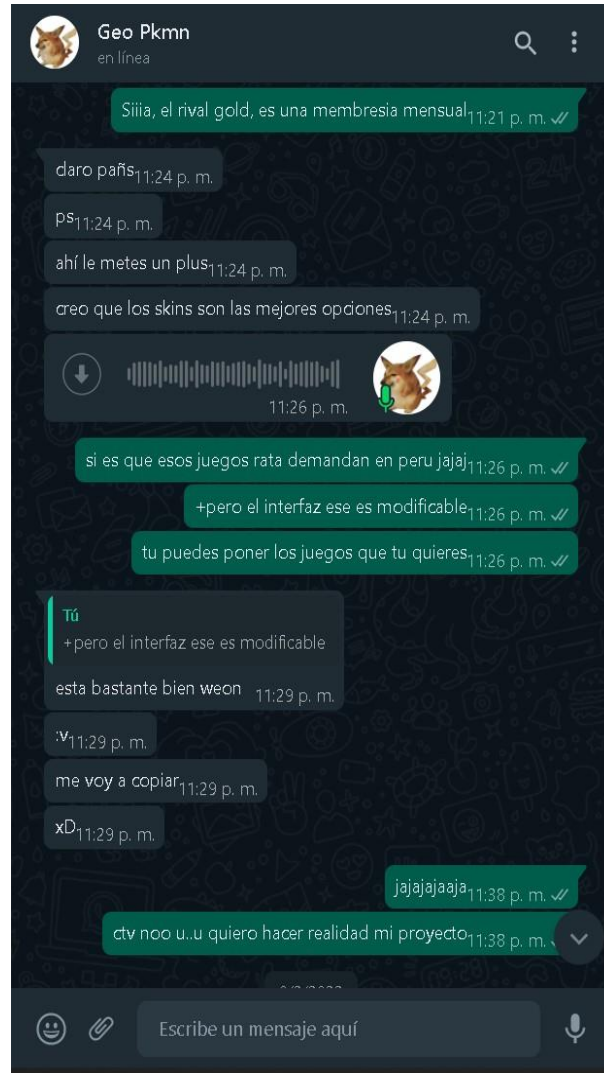 Geo Pkmn
en línea
Siiia, el rival gold, es una membresia mensual 11:21 p. m.
claro pañs 11:24 p. m.
ps 11:24 p. m.
ahí le metes un plus 11:24 p. m.
creo que los skins son las mejores opciones 11:24 p. m.
11:26 p. m.
si es que esos juegos rata demandan en peru jajaj 11:26 p. m.
+pero el interfaz ese es modificable 11:26 p. m.
tu puedes poner los juegos que tu quieres 11:26 p. m.
Tú
+pero el interfaz ese es modificable
esta bastante bien weon 11:29 p. m.
:v 11:29 p. m.
me voy a copiar 11:29 p. m.
xD 11:29 p. m.
jajajajaaja 11:38 p. m.
ctv noo u..u quiero hacer realidad mi proyecto 11:38 p. m.
Escribe un mensaje aquí